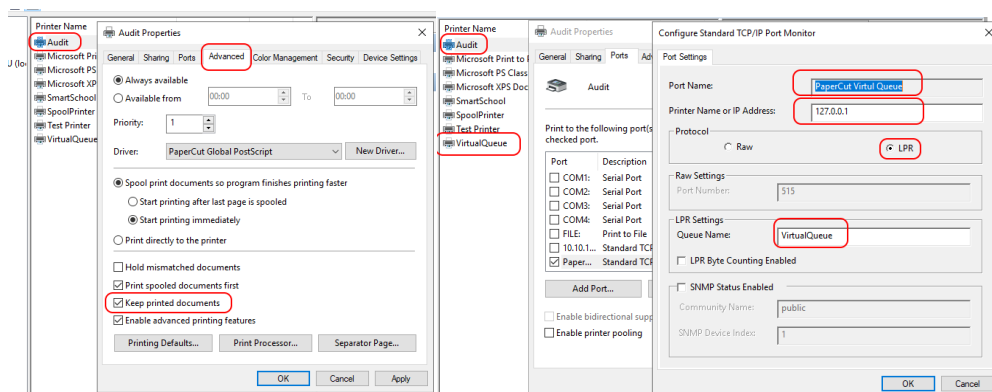 Printer Name
Audit
Microsoft Pri
Microsoft PS
Microsoft XP
SmartSchool
SpoolPrinter
Test Printer
VirtualQueue
Audit Properties
General Sharing Ports Advanced Color Management Security Device Settings
Always available
Available from 00:00 To 00:00
Priority: 1
Driver: PaperCut Global PostScript New Driver...
Spool print documents so program finishes printing faster
Start printing after last page is spooled
Start printing immediately
Print directly to the printer
Hold mismatched documents
Print spooled documents first
Keep printed documents
Enable advanced printing features
Printing Defaults... Print Processor... Separator Page...
OK Cancel Apply
Printer Name
Audit
Microsoft Print to
Microsoft PS Class
Microsoft XPS Doc
SmartSchool
SpoolPrinter
Test Printer
VirtualQueue
Audit Properties
General Sharing Ports Adv
Audit
Print to the following port(s
checked port.
Port Description
COM1: Serial Port
COM2: Serial Port
COM3: Serial Port
COM4: Serial Port
FILE: Print to File
10.10.1... Standard TCF
Paper... Standard TCF
Add Port...
Enable bidirectional supp
Enable printer pooling
Configure Standard TCP/IP Port Monitor
Port Settings
Port Name: PaperCut Virtul Queue
Printer Name or IP Address: 127.0.0.1
Protocol
Raw LPR
Raw Settings
Port Number: 515
LPR Settings
Queue Name: VirtualQueue
LPR Byte Counting Enabled
SNMP Status Enabled
Community Name: public
SNMP Device Index: 1
OK Cancel